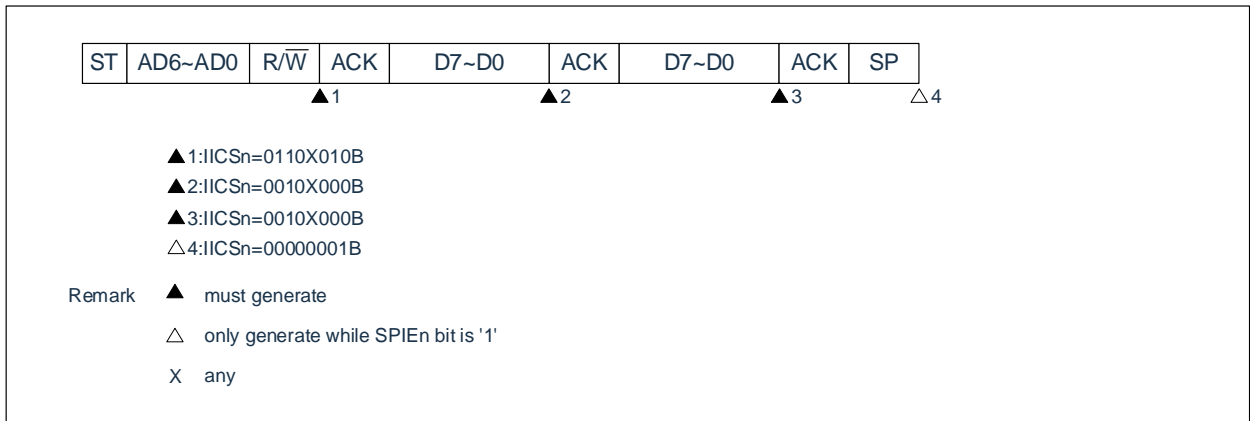 ST AD6~AD0 R/W̅ ACK D7~D0 ACK D7~D0 ACK SP
▲1 ▲2 ▲3 △4
▲1:IICSn=0110X010B
▲2:IICSn=0010X000B
▲3:IICSn=0010X000B
△4:IICSn=00000001B
Remark ▲ must generate
△ only generate while SPIEn bit is '1'
X any